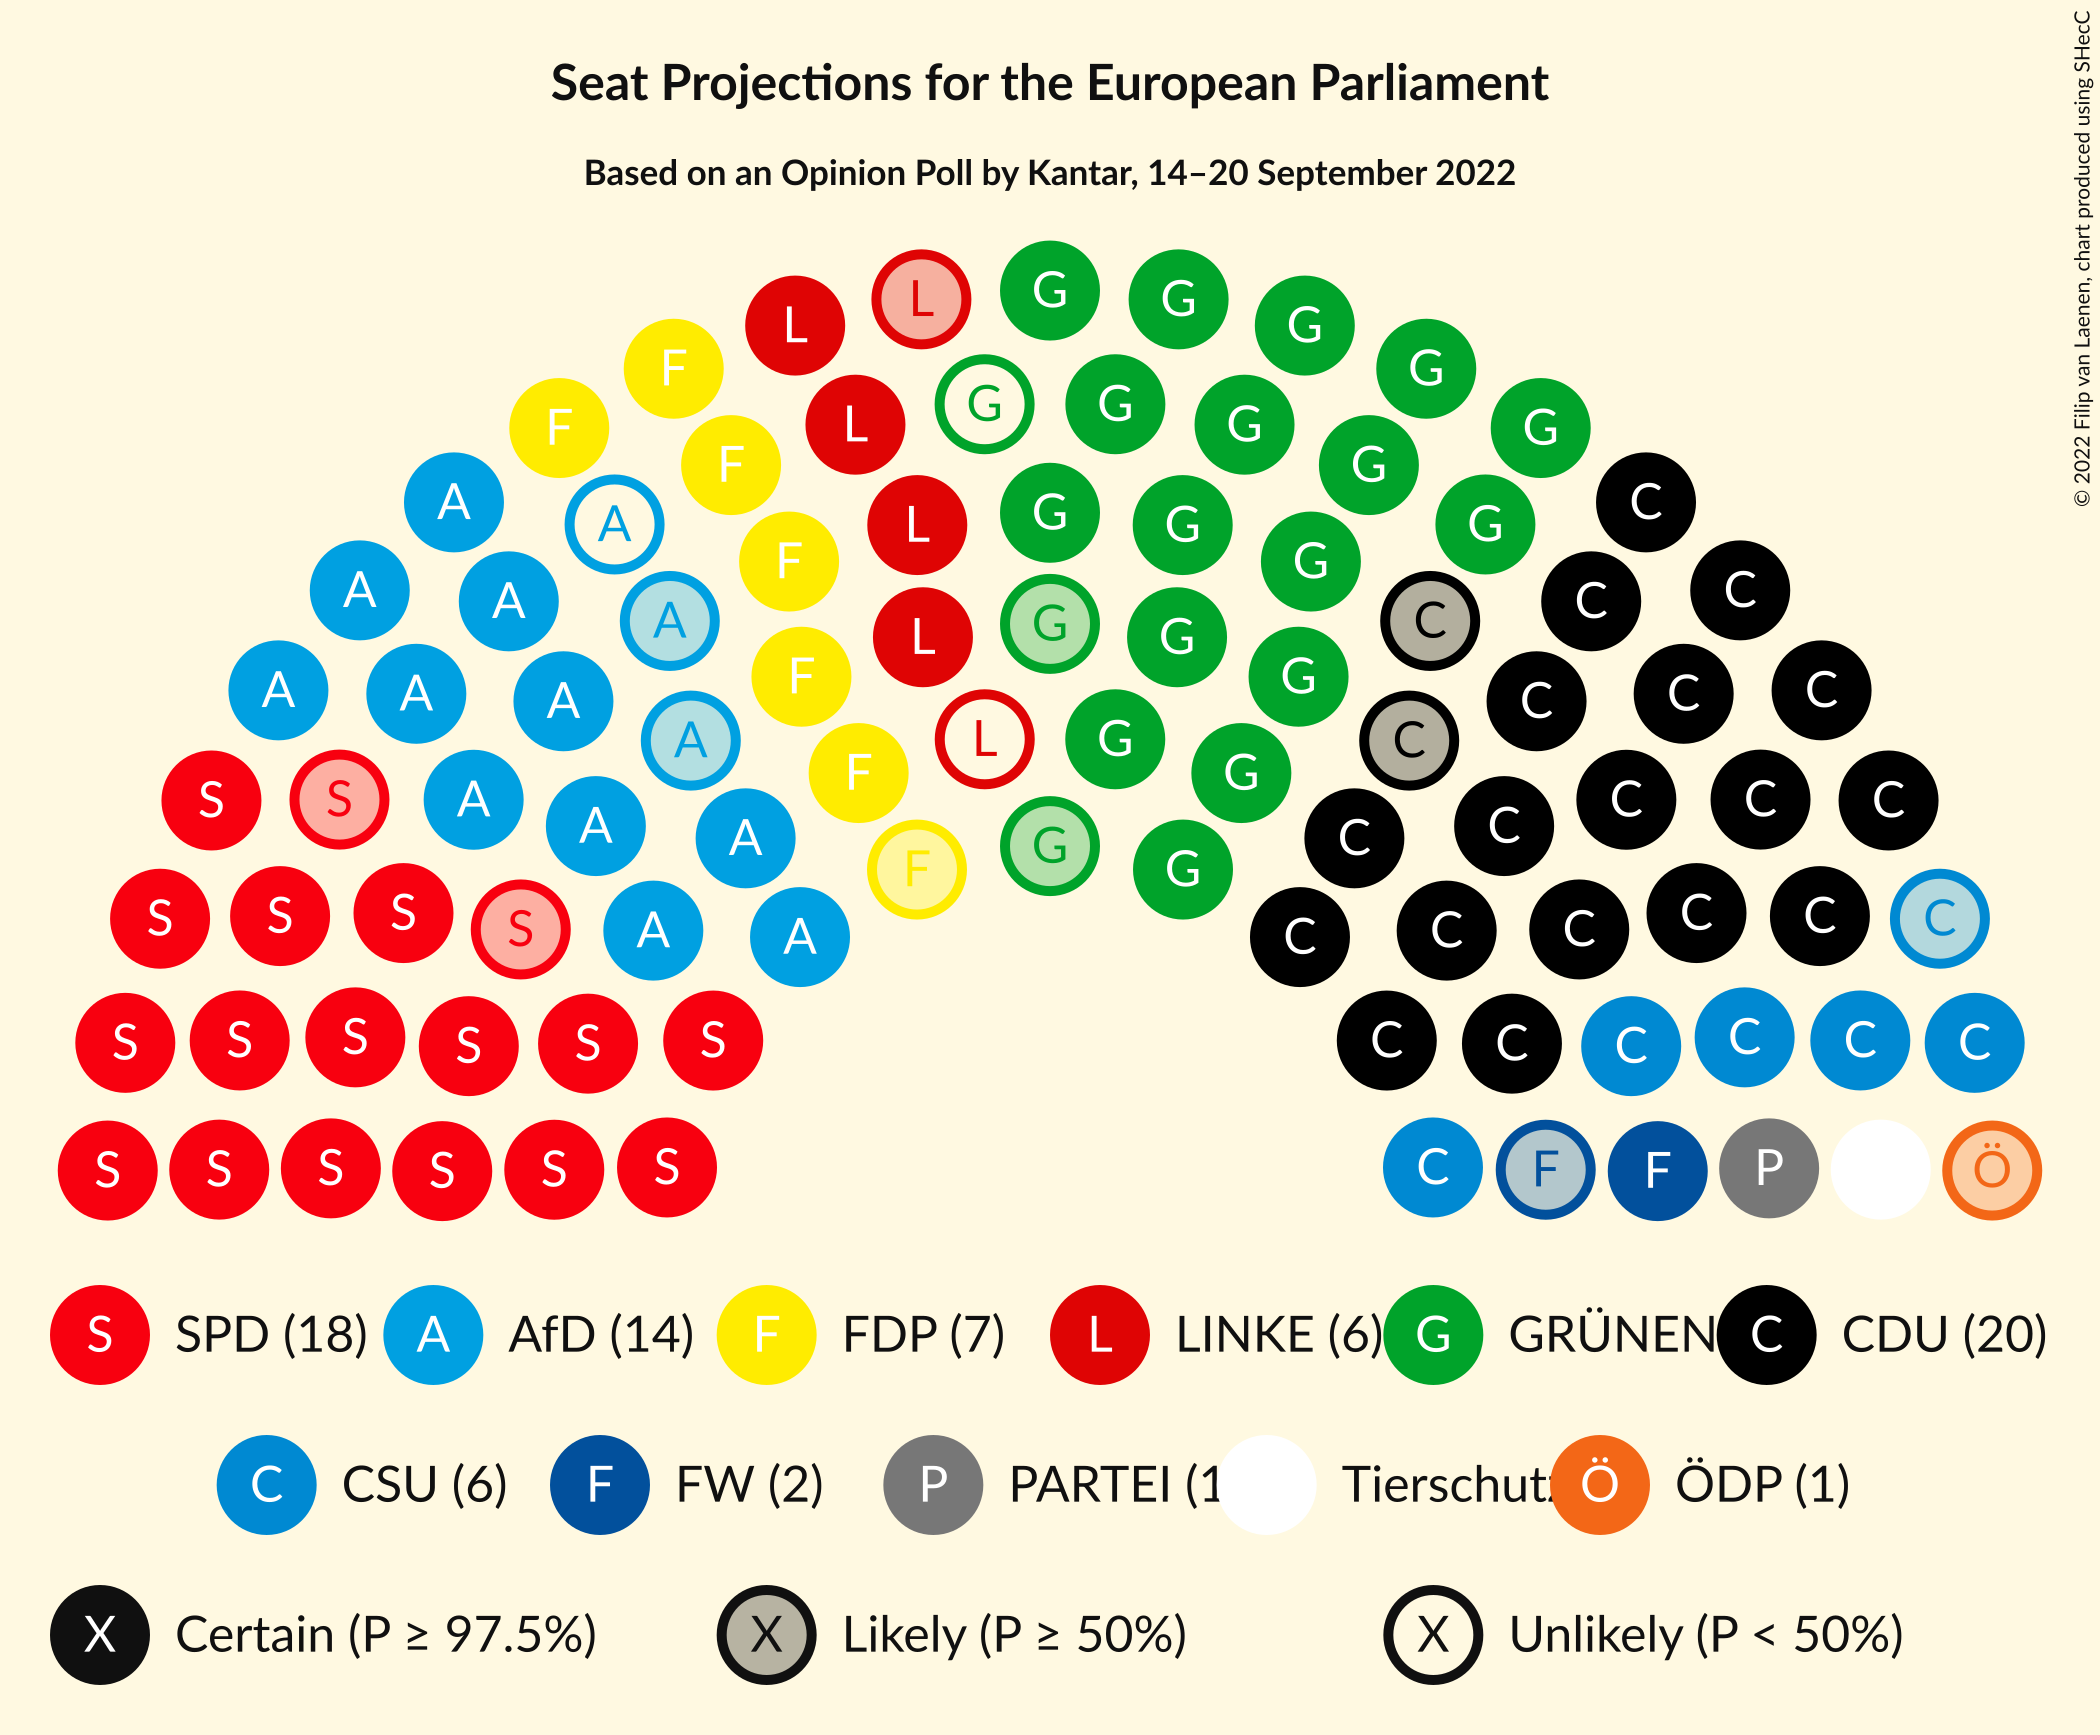 © 2022 Filip van Laenen, chart produced using SHecC
Seat Projections for the European Parliament
Based on an Opinion Poll by Kantar, 14–20 September 2022
L G G
L G
F G
G G
F L G G
F G
A A L G G G C
F G
A A C C
A L G G C
A A A F G C C C
A L G C
F G
S S A A A C C C C C
F G G
S S S S A A C C C C C C
S S S S S S C C C C C C
S S S S S S C F F P Ö
S SPD (18) A AfD (14) F FDP (7) L LINKE (6) G GRÜNEN C CDU (20)
C CSU (6) F FW (2) P PARTEI (1 Tierschutz Ö ÖDP (1)
X Certain (P ≥ 97.5%) X Likely (P ≥ 50%) X Unlikely (P < 50%)